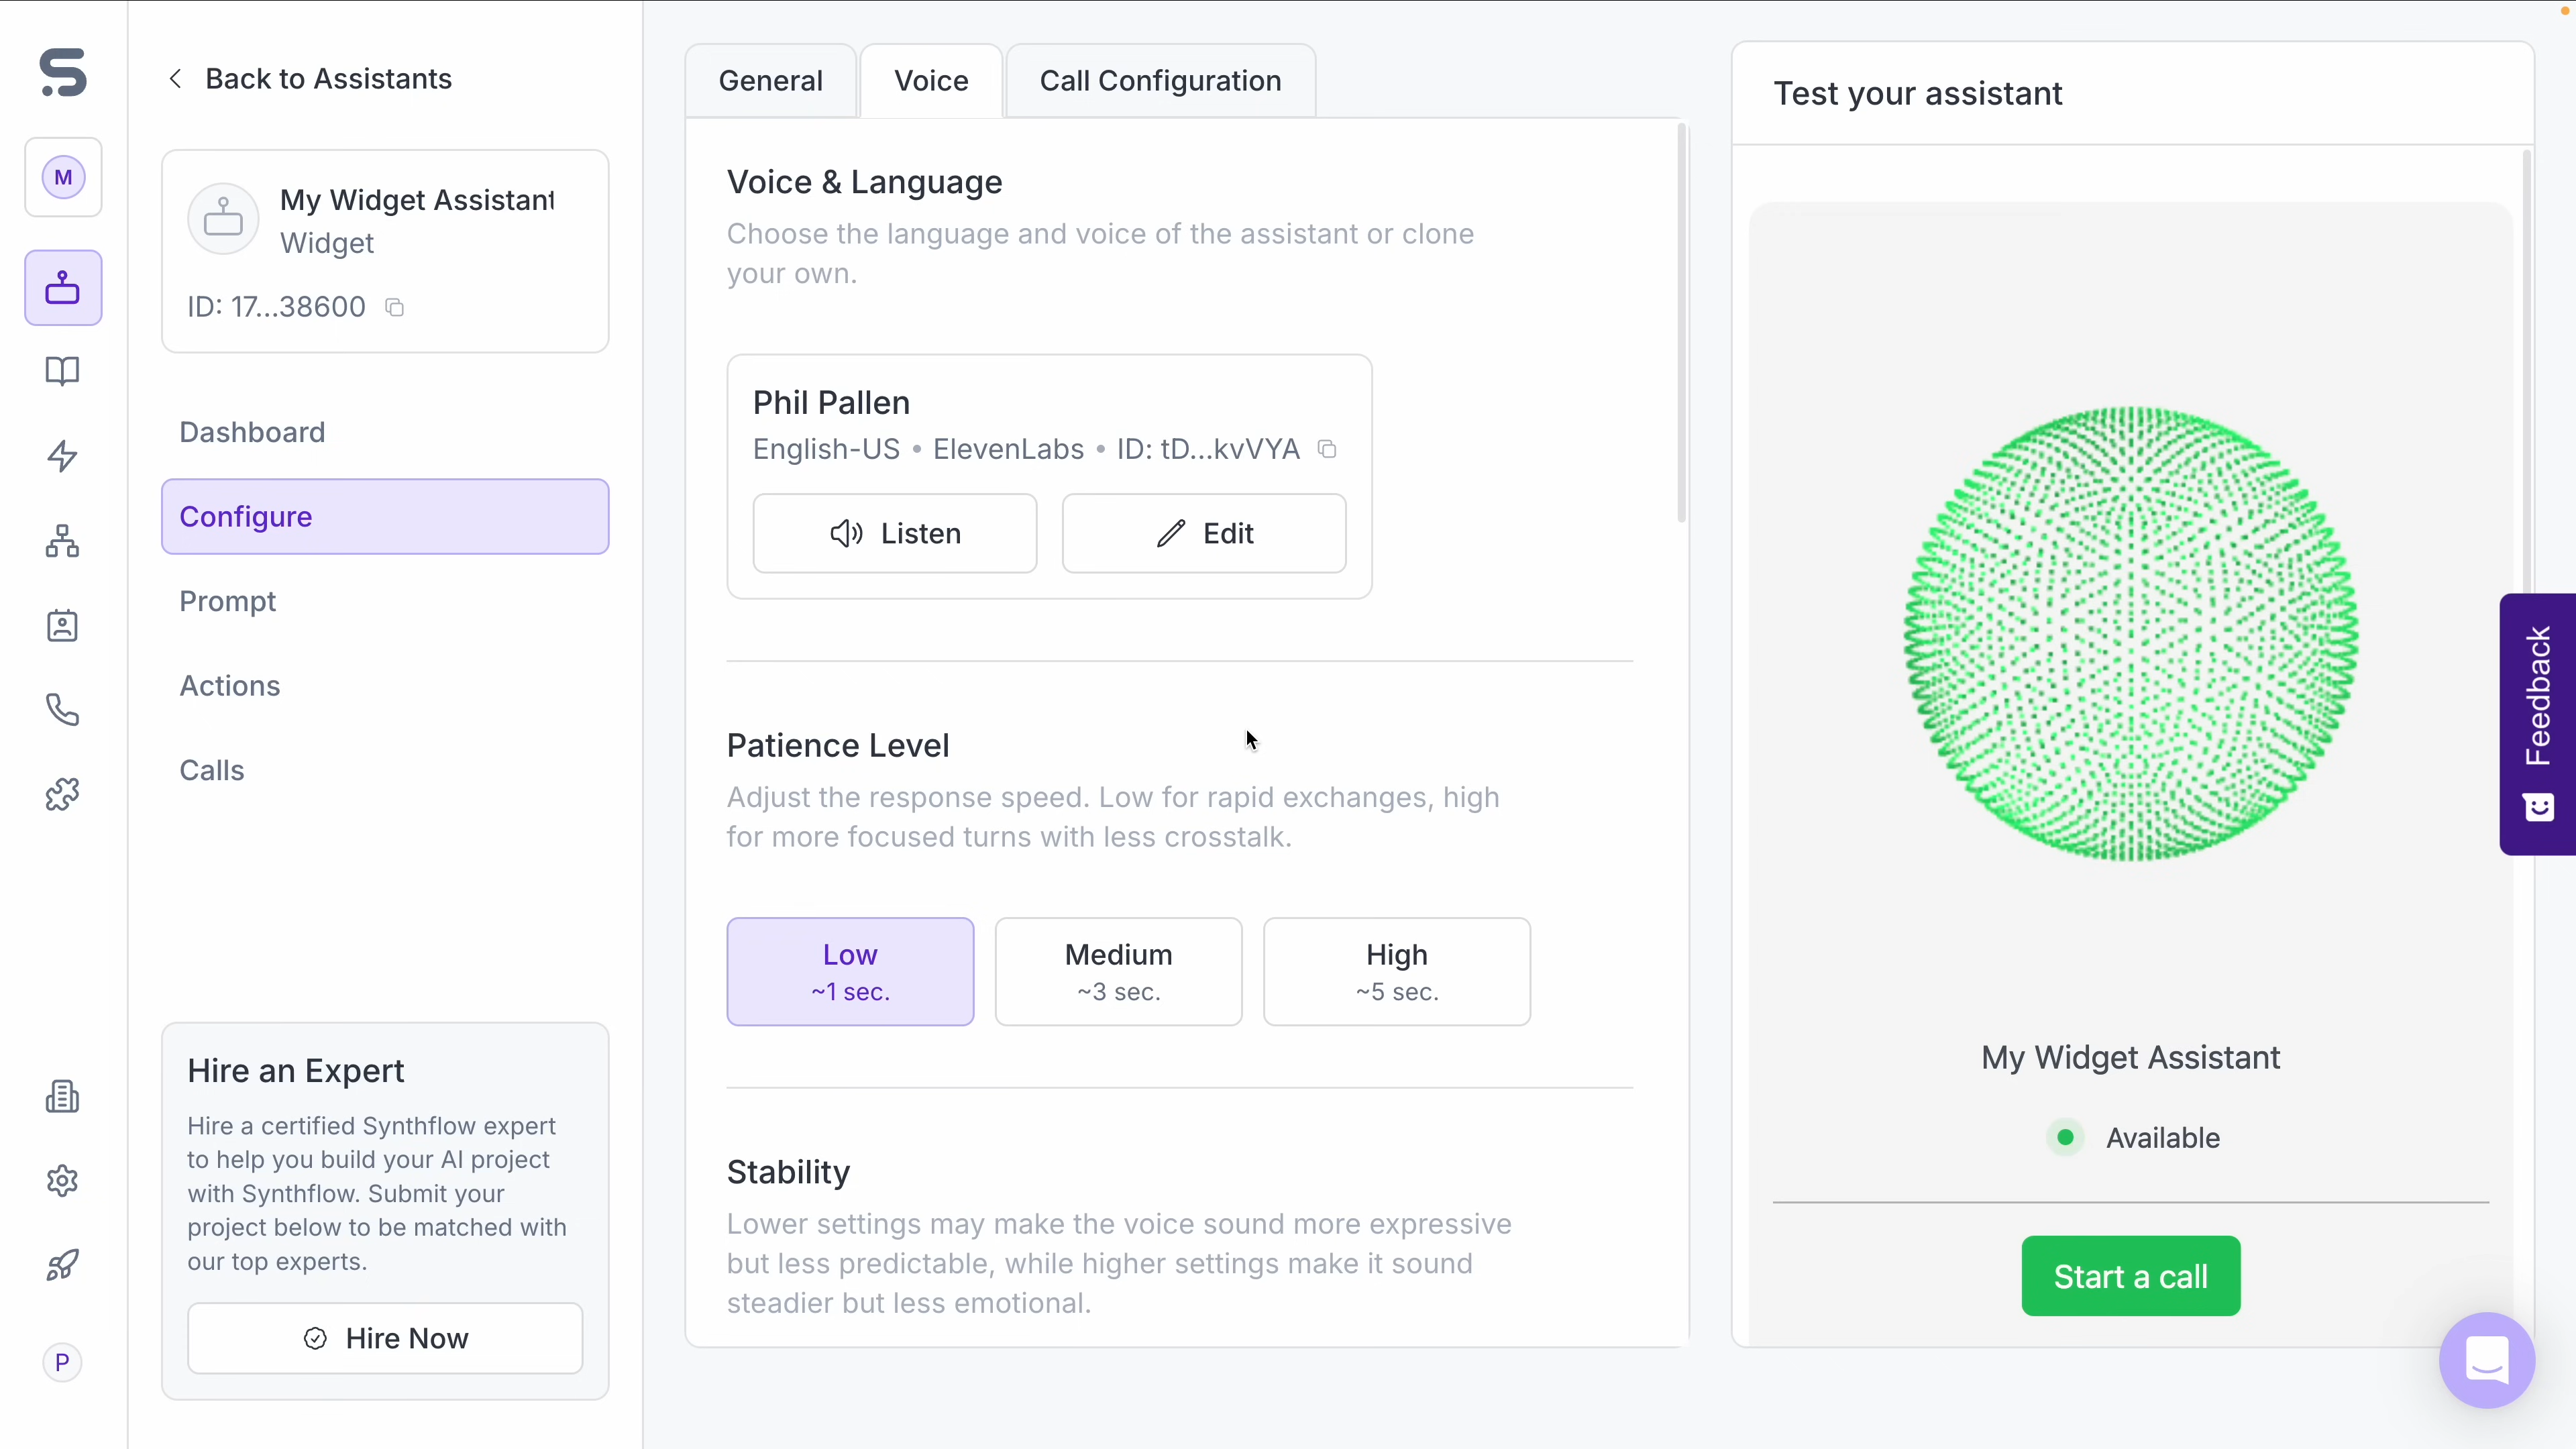 Back to Assistants
M
My Widget Assistant
Widget
ID: 17...38600
Dashboard
Configure
Prompt
Actions
Calls
Hire an Expert
Hire a certified Synthflow expert
to help you build your AI project
with Synthflow. Submit your
project below to be matched with
our top experts.
Hire Now
P
General
Voice
Call Configuration
Voice & Language
Choose the language and voice of the assistant or clone
your own.
Phil Pallen
English-US • ElevenLabs • ID: tD...kvVYA
Listen
Edit
Patience Level
Adjust the response speed. Low for rapid exchanges, high
for more focused turns with less crosstalk.
Low
~1 sec.
Medium
~3 sec.
High
~5 sec.
Stability
Lower settings may make the voice sound more expressive
but less predictable, while higher settings make it sound
steadier but less emotional.
Test your assistant
My Widget Assistant
Available
Start a call
Feedback